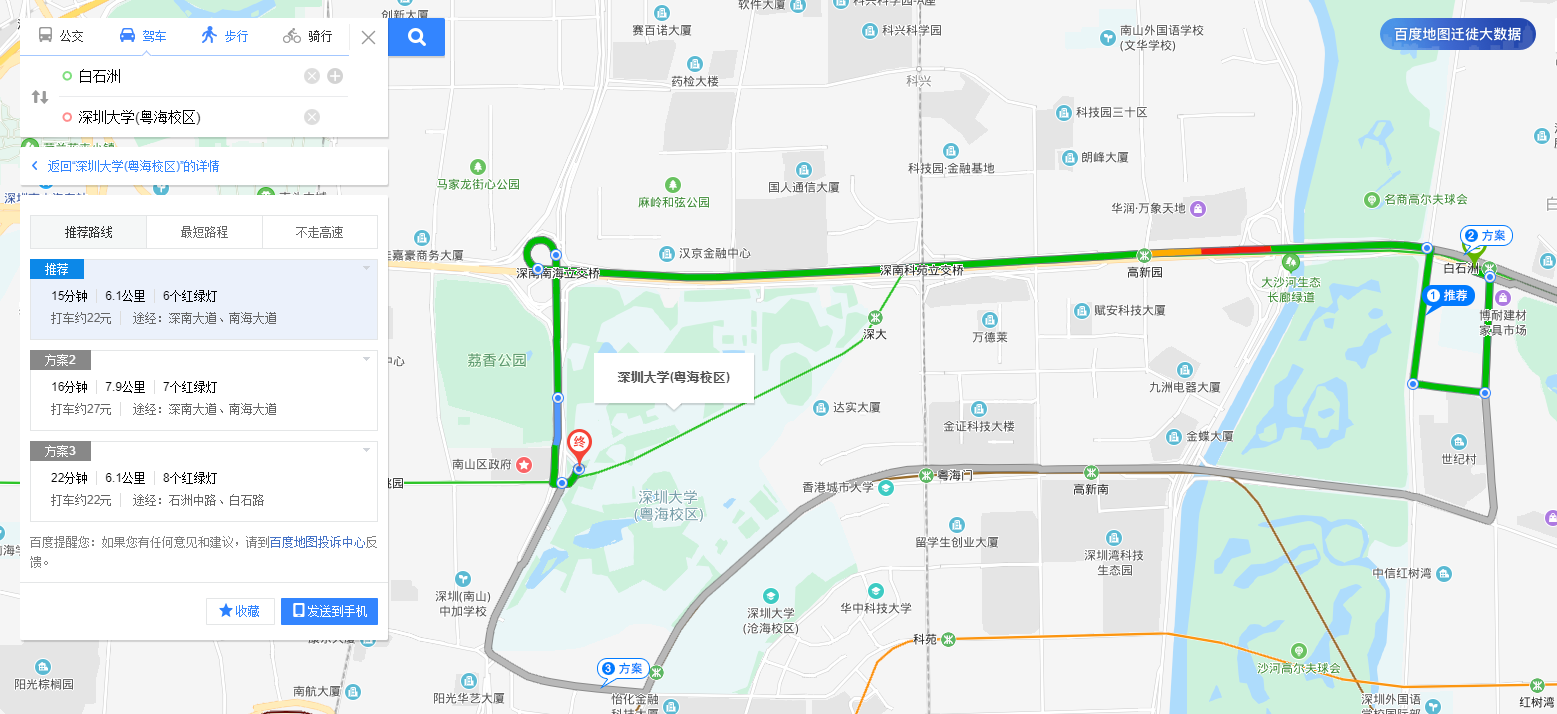 公交
驾车
步行
骑行
白石洲
深圳大学(粤海校区)
返回“深圳大学(粤海校区)”的详情
推荐路线
最短路程
不走高速
推荐
15分钟
6.1公里
6个红绿灯
打车约22元
途经：深南大道、南海大道
方案2
16分钟
7.9公里
7个红绿灯
打车约27元
途经：深南大道、南海大道
方案3
22分钟
6.1公里
8个红绿灯
打车约22元
途经：石洲中路、白石路
百度提醒您：如果您有任何意见和建议，请到百度地图投诉中心反
馈。
收藏
发送到手机
百度地图迁徙大数据
创新大厦
赛百诺大厦
软件大厦
科兴科学园
南山外国语学校
(文华学校)
药检大楼
科兴
科技园三十区
科技园·金融基地
朗峰大厦
马家龙街心公园
麻岭和弦公园
国人通信大厦
华润·万象天地
名商高尔夫球会
嘉豪商务大厦
汉京金融中心
深南南海立交桥
深南科苑立交桥
高新园
大沙河生态
长廊绿道
2 方案
白石洲
1 推荐
博耐建材
家具市场
深大
万德莱
赋安科技大厦
荔香公园
深圳大学(粤海校区)
达实大厦
九洲电器大厦
金证科技大楼
金蝶大厦
世纪村
终
南山区政府
桃园
深圳大学
(粤海校区)
香港城市大学
粤海门
高新南
留学生创业大厦
深圳湾科技
生态园
中信红树湾
深圳(南山)
中加学校
深圳大学
(沧海校区)
华中科技大学
科苑
沙河高尔夫球会
3 方案
怡化金融
科技大厦
阳光棕榈园
南航大厦
阳光华艺大厦
深圳外国语
红树湾